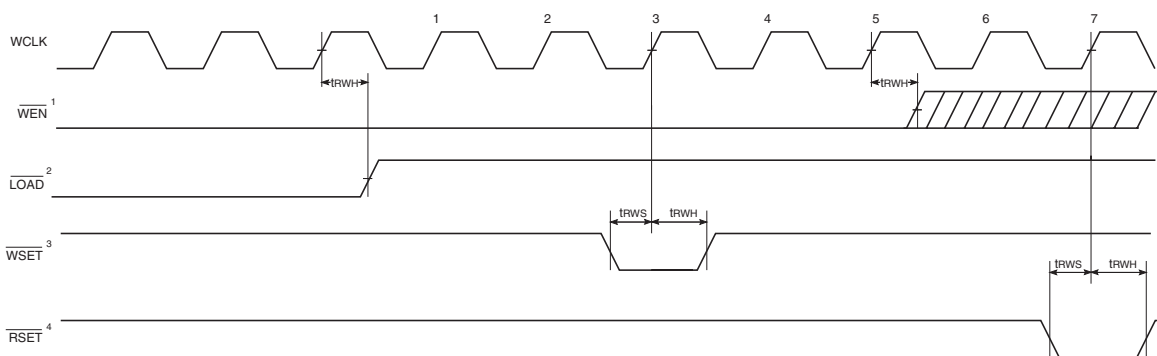 1 2 3 4 5 6 7
WCLK
tRWH tRWH
WEN 1
LOAD 2
tRWS tRWH
WSET 3
tRWS tRWH
RSET 4